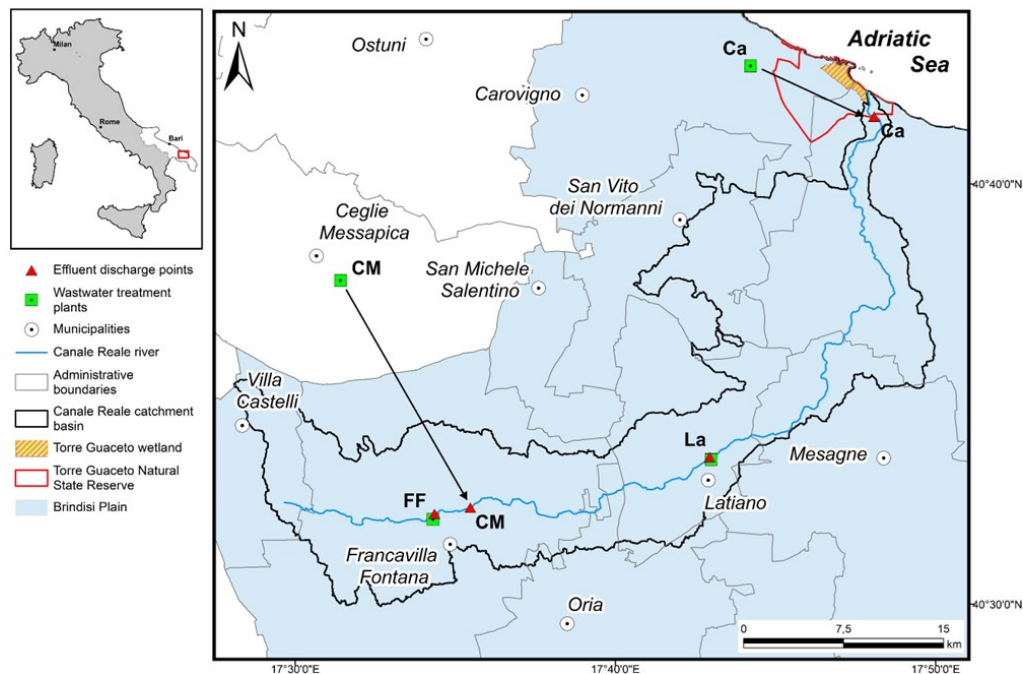 Milan
Rome
Bari
Effluent discharge points
Wastwater treatment
plants
Municipalities
Canale Reale river
Administrative
boundaries
Canale Reale catchment
basin
Torre Guaceto wetland
Torre Guaceto Natural
State Reserve
Brindisi Plain
N
Ostuni
Ca
Adriatic
Sea
Carovigno
Ca
40°40'0"N
San Vito
dei Normanni
Ceglie
Messapica
CM
San Michele
Salentino
Villa
Castelli
La
Mesagne
Latiano
FF
CM
Francavilla
Fontana
Oria
40°30'0"N
0
7,5
15
km
17°30'0"E
17°40'0"E
17°50'0"E